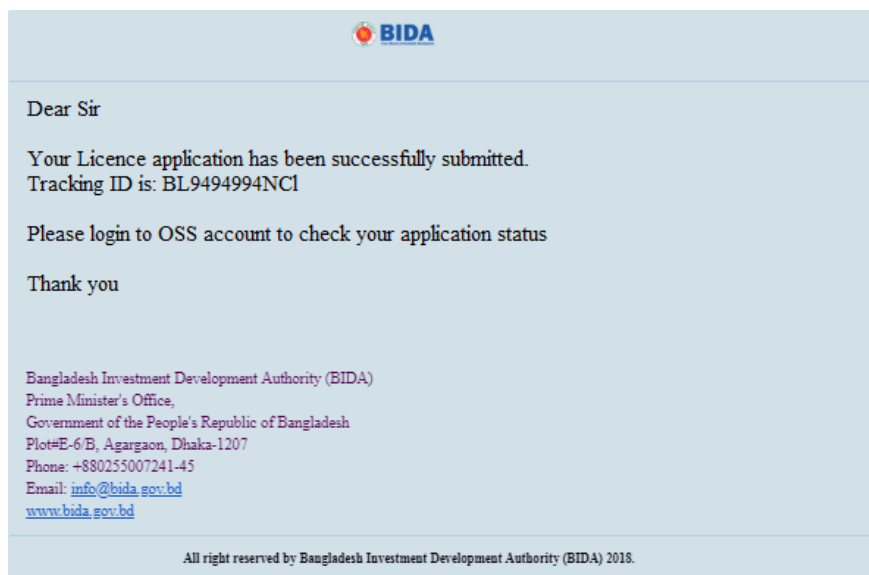 BIDA
Dear Sir
Your Licence application has been successfully submitted.
Tracking ID is: BL9494994NCl
Please login to OSS account to check your application status
Thank you
Bangladesh Investment Development Authority (BIDA)
Prime Minister's Office,
Government of the People's Republic of Bangladesh
Plot#E-6/B, Agargaon, Dhaka-1207
Phone: +880255007241-45
Email: info@bida.gov.bd
www.bida.gov.bd
All right reserved by Bangladesh Investment Development Authority (BIDA) 2018.